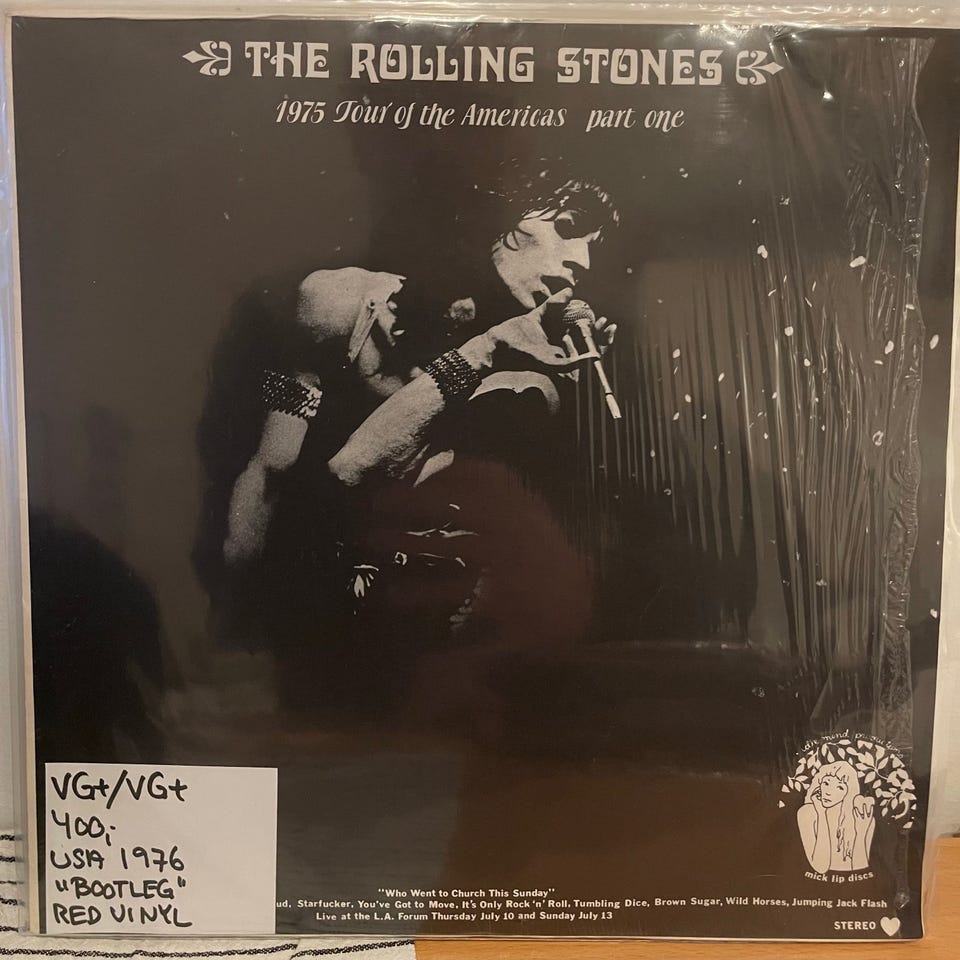 THE ROLLING STONES
1975 Tour of the Americas part one
mick lip discs
VG+/VG+
400,-
USA 1976
"BOOTLEG"
RED VINYL
"Who Went to Church This Sunday"
Starfucker, You've Got to Move, It's Only Rock 'n' Roll, Tumbling Dice, Brown Sugar, Wild Horses, Jumping Jack Flash
Live at the L.A. Forum Thursday July 10 and Sunday July 13
STEREO